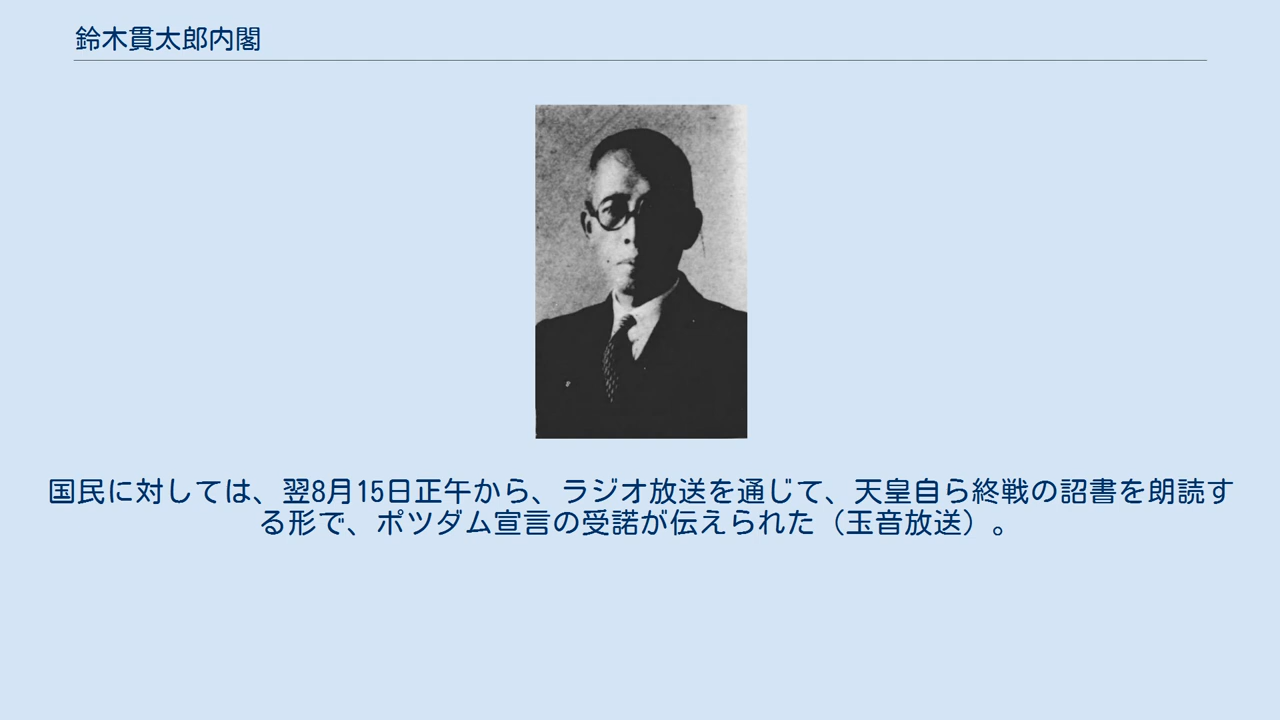 鈴木貫太郎内閣
国民に対しては、翌8月15日正午から、ラジオ放送を通じて、天皇自ら終戦の詔書を朗読す
る形で、ポツダム宣言の受諾が伝えられた（玉音放送）。